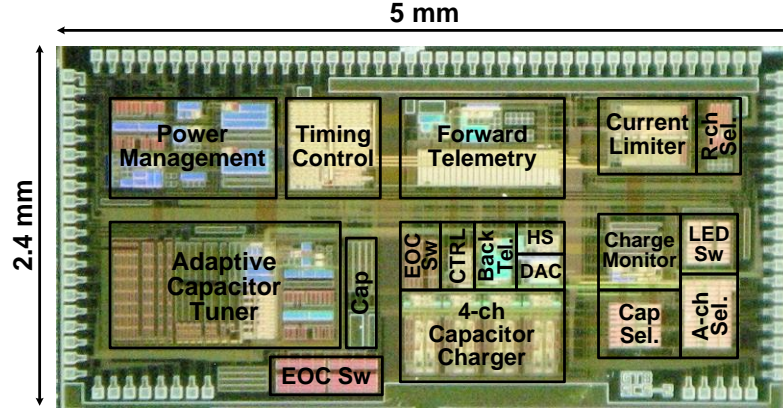 5 mm
2.4 mm
Power
Management
Timing
Control
Forward
Telemetry
Current
Limiter
R-ch
Sel.
Adaptive
Capacitor
Tuner
Cap
EOC Sw
EOC
Sw
CTRL
Back
Tel.
HS
DAC
4-ch
Capacitor
Charger
Charge
Monitor
LED
Sw
Cap
Sel.
A-ch
Sel.